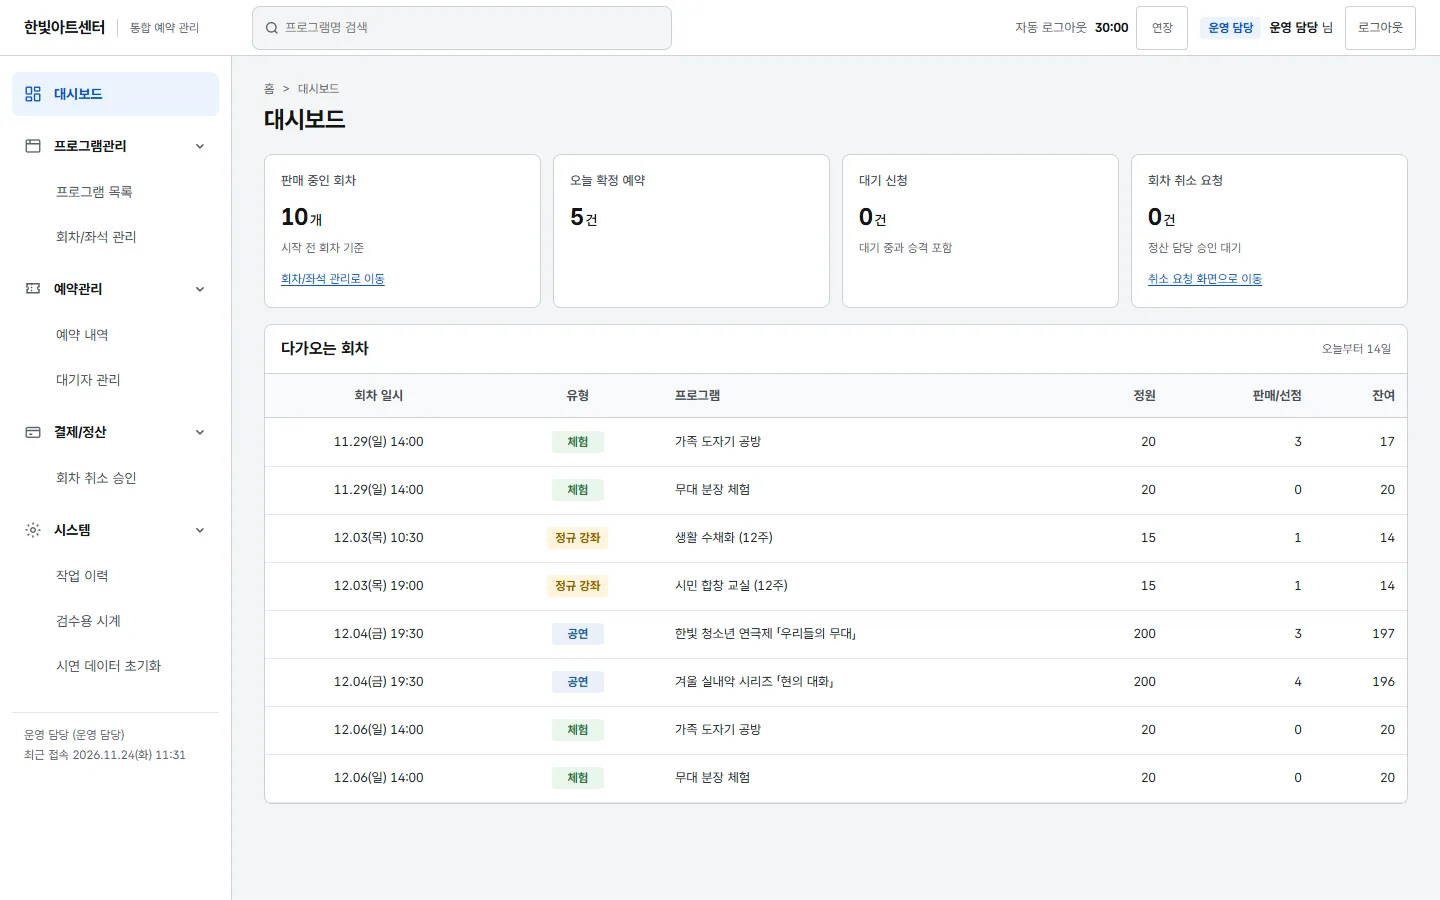 한빛아트센터 통합 예약 관리
프로그램명 검색
자동 로그아웃 30:00 연장 운영 담당 운영 담당 님 로그아웃
대시보드
프로그램관리
프로그램 목록
회차/좌석 관리
예약관리
예약 내역
대기자 관리
결제/정산
회차 취소 승인
시스템
작업 이력
검수용 시계
시연 데이터 초기화
운영 담당 (운영 담당)
최근 접속 2026.11.24(화) 11:31
홈 > 대시보드
대시보드
판매 중인 회차
10개
시작 전 회차 기준
회차/좌석 관리로 이동
오늘 확정 예약
5건
대기 신청
0건
대기 중과 승격 포함
회차 취소 요청
0건
정산 담당 승인 대기
취소 요청 화면으로 이동
다가오는 회차 오늘부터 14일
회차 일시 유형 프로그램 정원 판매/선점 잔여
11.29(일) 14:00 체험 가족 도자기 공방 20 3 17
11.29(일) 14:00 체험 무대 분장 체험 20 0 20
12.03(목) 10:30 정규 강좌 생활 수채화 (12주) 15 1 14
12.03(목) 19:00 정규 강좌 시민 합창 교실 (12주) 15 1 14
12.04(금) 19:30 공연 한빛 청소년 연극제 「우리들의 무대」 200 3 197
12.04(금) 19:30 공연 겨울 실내악 시리즈 「현의 대화」 200 4 196
12.06(일) 14:00 체험 가족 도자기 공방 20 0 20
12.06(일) 14:00 체험 무대 분장 체험 20 0 20